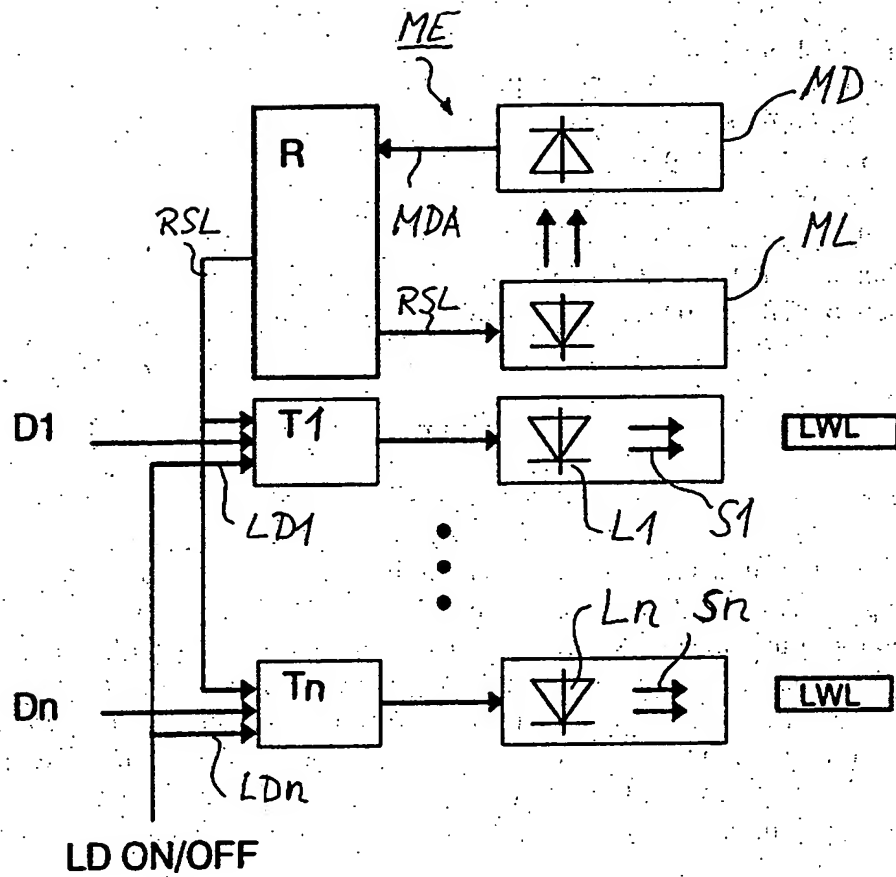 ME
MD
R
MDA
RSL
ML
RSL
D1
T1
LWL
LD1
L1
S1
Ln
Sn
Dn
Tn
LWL
LDn
LD ON/OFF